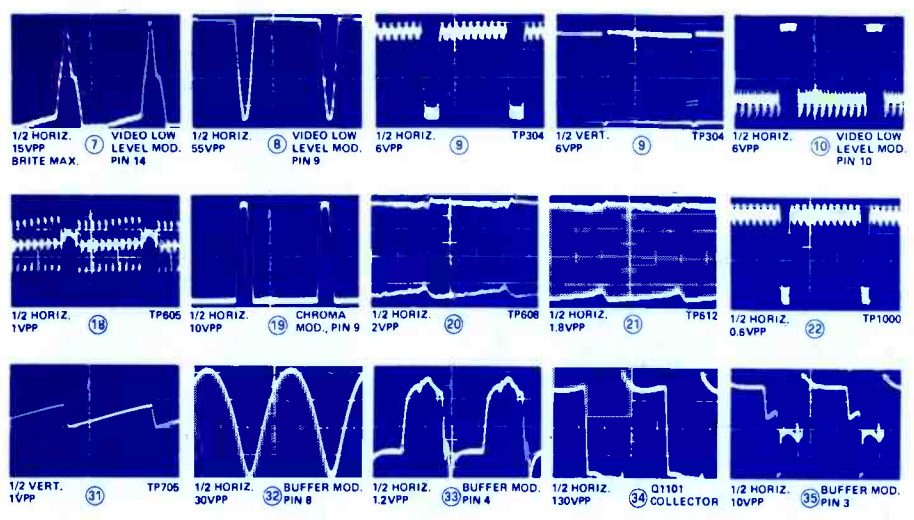 1/2 HORIZ.
15VPP
BRITE MAX.
7
VIDEO LOW
LEVEL MOD.
PIN 14
1/2 HORIZ.
55VPP
8
VIDEO LOW
LEVEL MOD.
PIN 9
1/2 HORIZ.
6VPP
9
TP304
1/2 VERT.
6VPP
9
TP304
1/2 HORIZ.
6VPP
10
VIDEO LOW
LEVEL MOD.
PIN 10
1/2 HORIZ.
1VPP
18
TP605
1/2 HORIZ.
10VPP
19
CHROMA
MOD., PIN 9
1/2 HORIZ.
2VPP
20
TP608
1/2 HORIZ.
1.8VPP
21
TP612
1/2 HORIZ.
0.6VPP
22
TP1000
1/2 VERT.
1VPP
31
TP705
1/2 HORIZ.
30VPP
32
BUFFER MOD.
PIN 8
1/2 HORIZ.
1.2VPP
33
BUFFER MOD.
PIN 4
1/2 HORIZ.
130VPP
34
Q1101
COLLECTOR
1/2 HORIZ.
10VPP
35
BUFFER MOD.
PIN 3